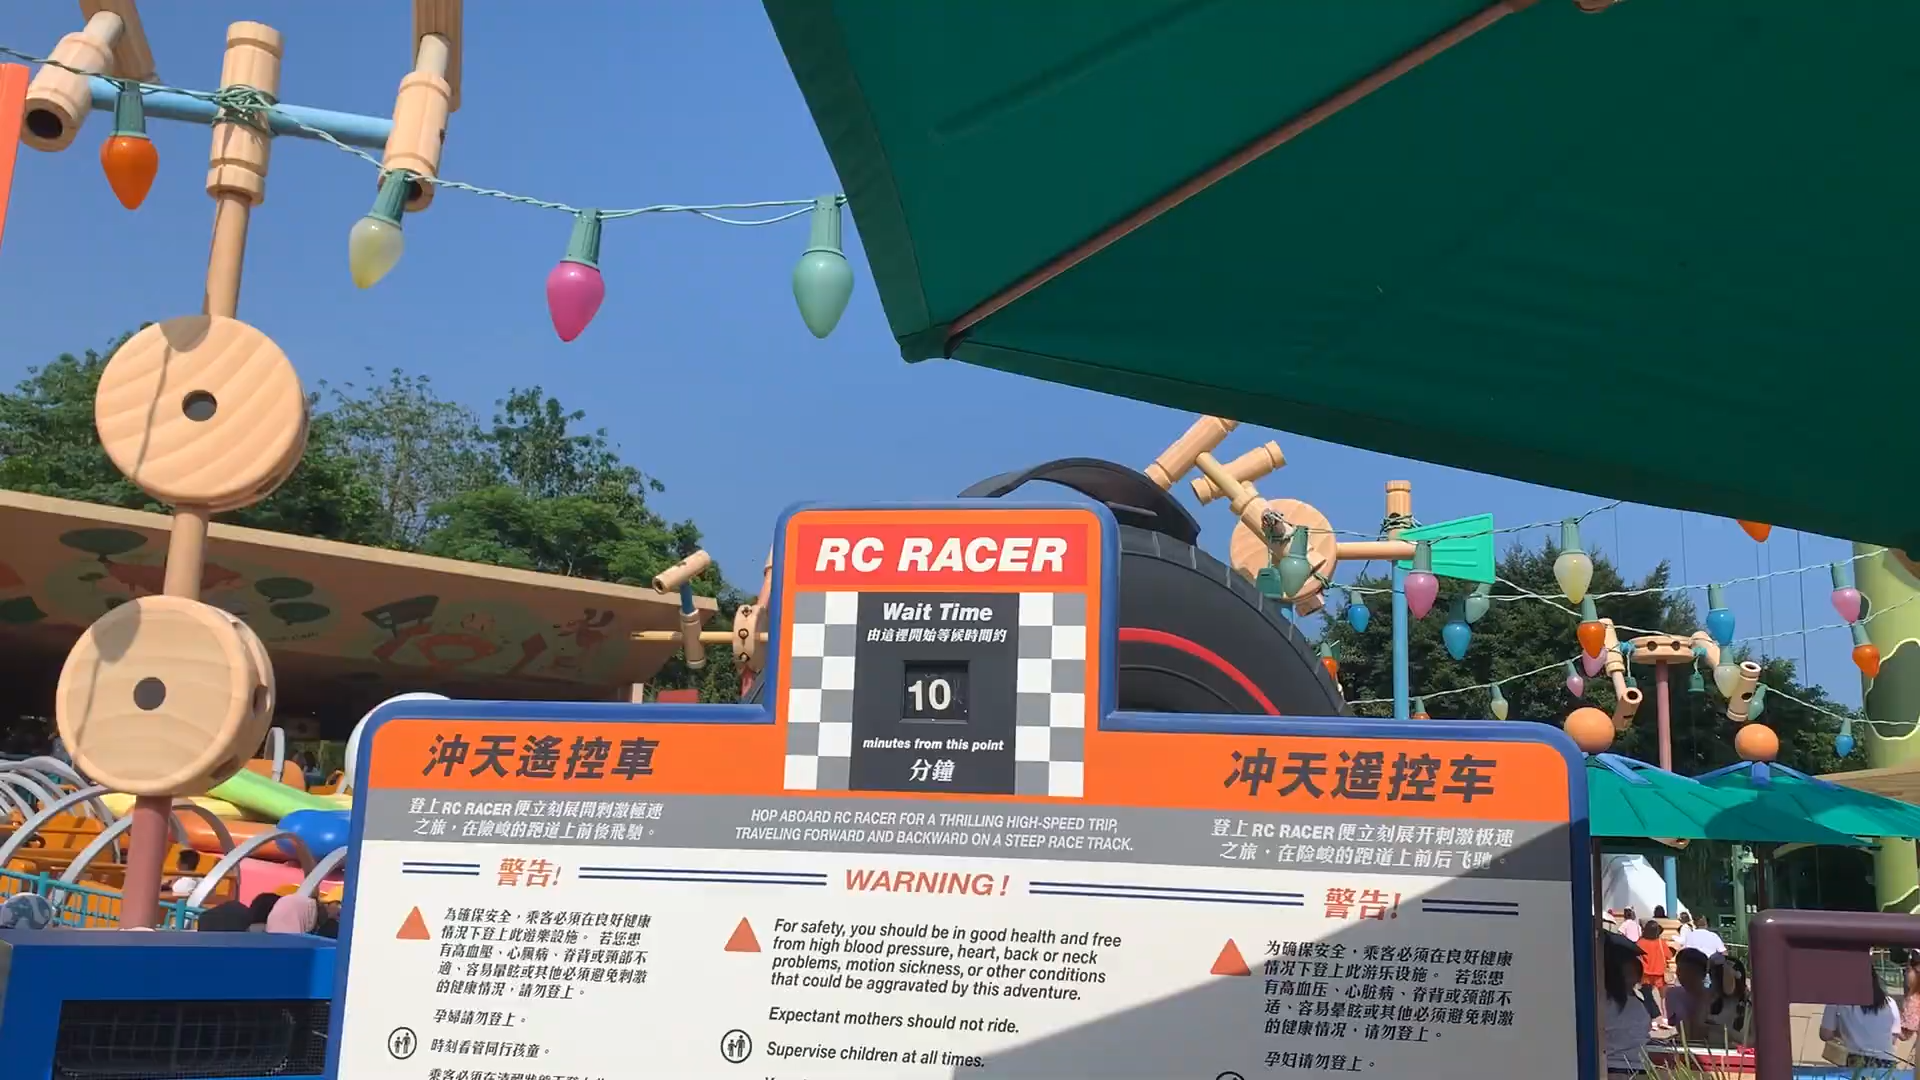 RC RACER
Wait Time
由這裡開始等候時間約
10
minutes from this point
分鐘
沖天遙控車
登上 RC RACER 便立刻展開刺激極速
之旅，在險峻的跑道上前後飛馳。
HOP ABOARD RC RACER FOR A THRILLING HIGH-SPEED TRIP,
TRAVELING FORWARD AND BACKWARD ON A STEEP RACE TRACK.
冲天遥控车
登上 RC RACER 便立刻展开刺激极速
之旅，在险峻的跑道上前后飞驰。
警告!
為確保安全，乘客必須在良好健康
情況下登上此遊樂設施。 若您患
有高血壓、心臟病、脊背或頸部不
適、容易暈眩或其他必須避免刺激
的健康情況，請勿登上。
孕婦請勿登上。
時刻看管同行孩童。
WARNING!
For safety, you should be in good health and free
from high blood pressure, heart, back or neck
problems, motion sickness, or other conditions
that could be aggravated by this adventure.
Expectant mothers should not ride.
Supervise children at all times.
警告!
为确保安全，乘客必须在良好健康
情况下登上此游乐设施。 若您患
有高血压、心脏病、脊背或颈部不
适、容易晕眩或其他必须避免刺激
的健康情况，请勿登上。
孕妇请勿登上。